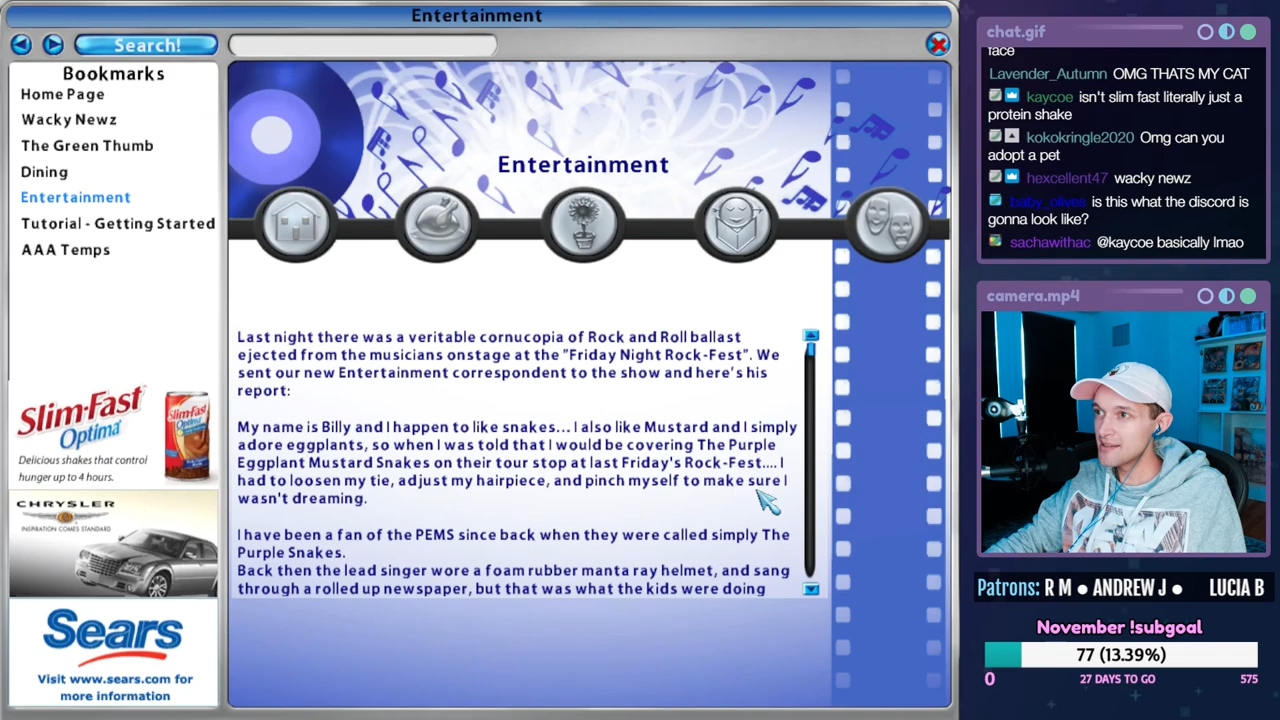 Entertainment
Search!
Bookmarks
Home Page
Wacky Newz
The Green Thumb
Dining
Entertainment
Tutorial - Getting Started
AAA Temps
Slim-Fast
Optima
Delicious shakes that control
hunger up to 4 hours.
CHRYSLER
INSPIRATION COMES STANDARD
Sears
Visit www.sears.com for
more information
Entertainment
Last night there was a veritable cornucopia of Rock and Roll ballast
ejected from the musicians onstage at the "Friday Night Rock-Fest". We
sent our new Entertainment correspondent to the show and here's his
report:
My name is Billy and I happen to like snakes... I also like Mustard and I simply
adore eggplants, so when I was told that I would be covering The Purple
Eggplant Mustard Snakes on their tour stop at last Friday's Rock-Fest.... I
had to loosen my tie, adjust my hairpiece, and pinch myself to make sure I
wasn't dreaming.
I have been a fan of the PEMS since back when they were called simply The
Purple Snakes.
Back then the lead singer wore a foam rubber manta ray helmet, and sang
through a rolled up newspaper, but that was what the kids were doing
chat.gif
face
Lavender_Autumn OMG THATS MY CAT
kaycoe isn't slim fast literally just a
protein shake
kokokringle2020 Omg can you
adopt a pet
hexcellent47 wacky newz
baby_olives is this what the discord is
gonna look like?
sachawithac @kaycoe basically lmao
camera.mp4
Patrons: R M ● ANDREW J ● LUCIA B
November !subgoal
77 (13.39%)
0 27 DAYS TO GO 575